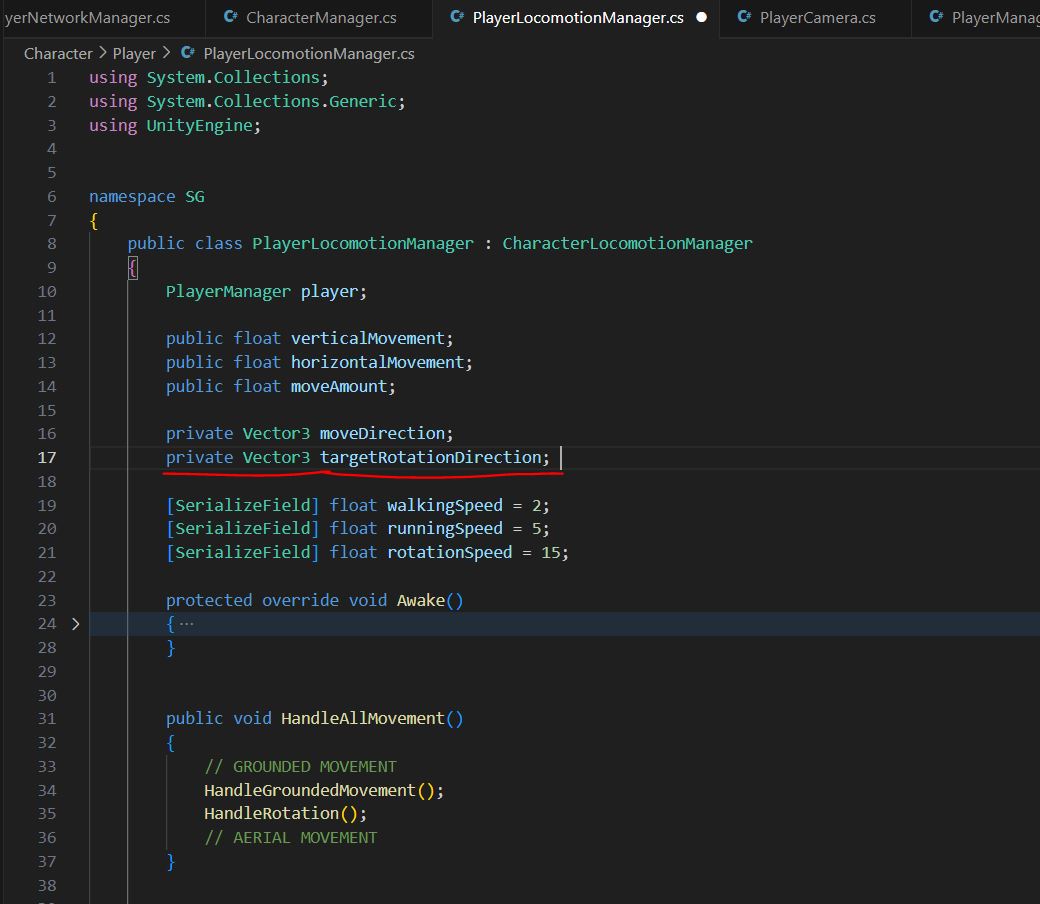 yerNetworkManager.cs C# CharacterManager.cs C# PlayerLocomotionManager.cs C# PlayerCamera.cs C# PlayerManag
Character > Player > C# PlayerLocomotionManager.cs
1 using System.Collections;
2 using System.Collections.Generic;
3 using UnityEngine;
4
5
6 namespace SG
7 {
8 public class PlayerLocomotionManager : CharacterLocomotionManager
9 {
10 PlayerManager player;
11
12 public float verticalMovement;
13 public float horizontalMovement;
14 public float moveAmount;
15
16 private Vector3 moveDirection;
17 private Vector3 targetRotationDirection;
18
19 [SerializeField] float walkingSpeed = 2;
20 [SerializeField] float runningSpeed = 5;
21 [SerializeField] float rotationSpeed = 15;
22
23 protected override void Awake()
24 > { ...
28 }
29
30
31 public void HandleAllMovement()
32 {
33 // GROUNDED MOVEMENT
34 HandleGroundedMovement();
35 HandleRotation();
36 // AERIAL MOVEMENT
37 }
38